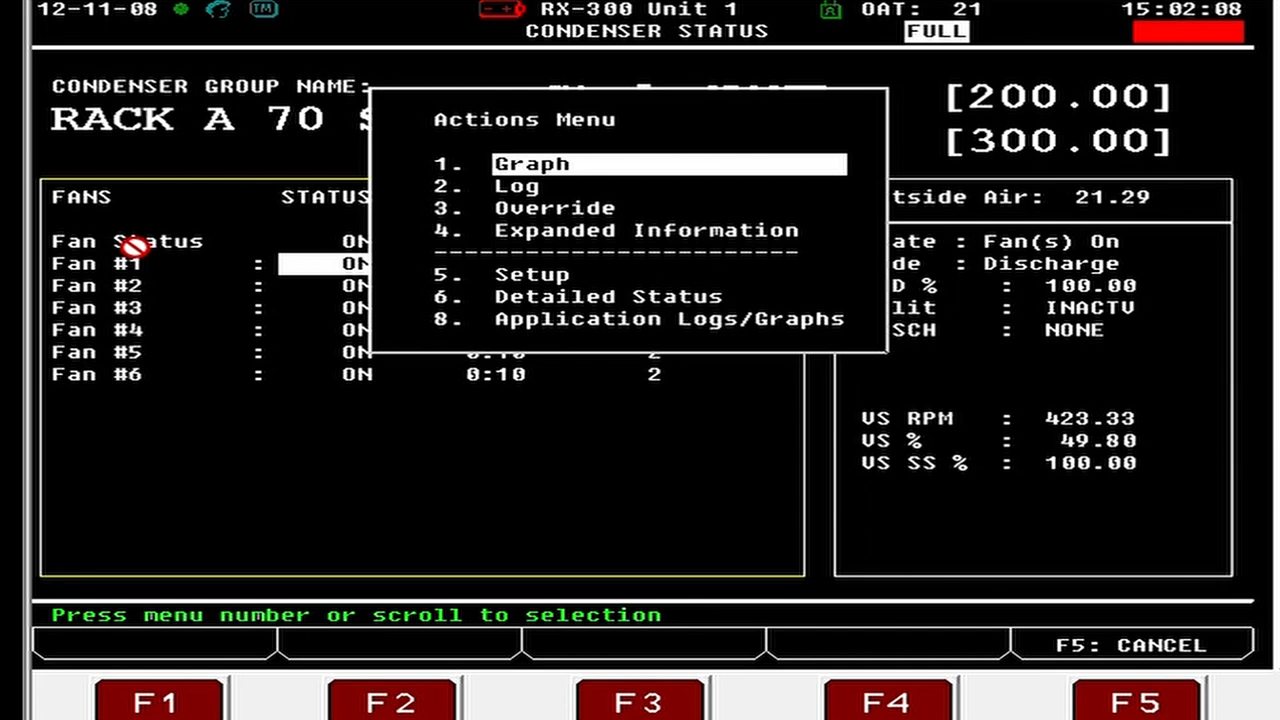 12-11-08 TM RX-300 Unit 1 OAT: 21 15:02:08
CONDENSER STATUS FULL
CONDENSER GROUP NAME:
RACK A 70
[200.00]
[300.00]
Actions Menu
1. Graph
2. Log
3. Override
4. Expanded Information
-------------------------
5. Setup
6. Detailed Status
8. Application Logs/Graphs
FANS STATUS
Fan Status ON
Fan #1 : ON
Fan #2 : ON
Fan #3 : ON
Fan #4 : ON
Fan #5 : ON 0:10 2
Fan #6 : ON 0:10 2
tside Air: 21.29
ate : Fan(s) On
de : Discharge
D % : 100.00
lit : INACTV
SCH : NONE
VS RPM : 423.33
VS % : 49.80
VS SS % : 100.00
Press menu number or scroll to selection
F5: CANCEL
F1 F2 F3 F4 F5